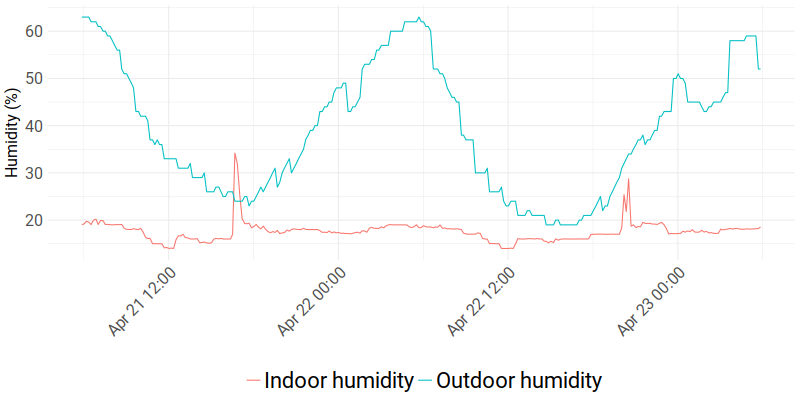 Humidity (%)
60
50
40
30
20
Apr 21 12:00
Apr 22 00:00
Apr 22 12:00
Apr 23 00:00
Indoor humidity
Outdoor humidity